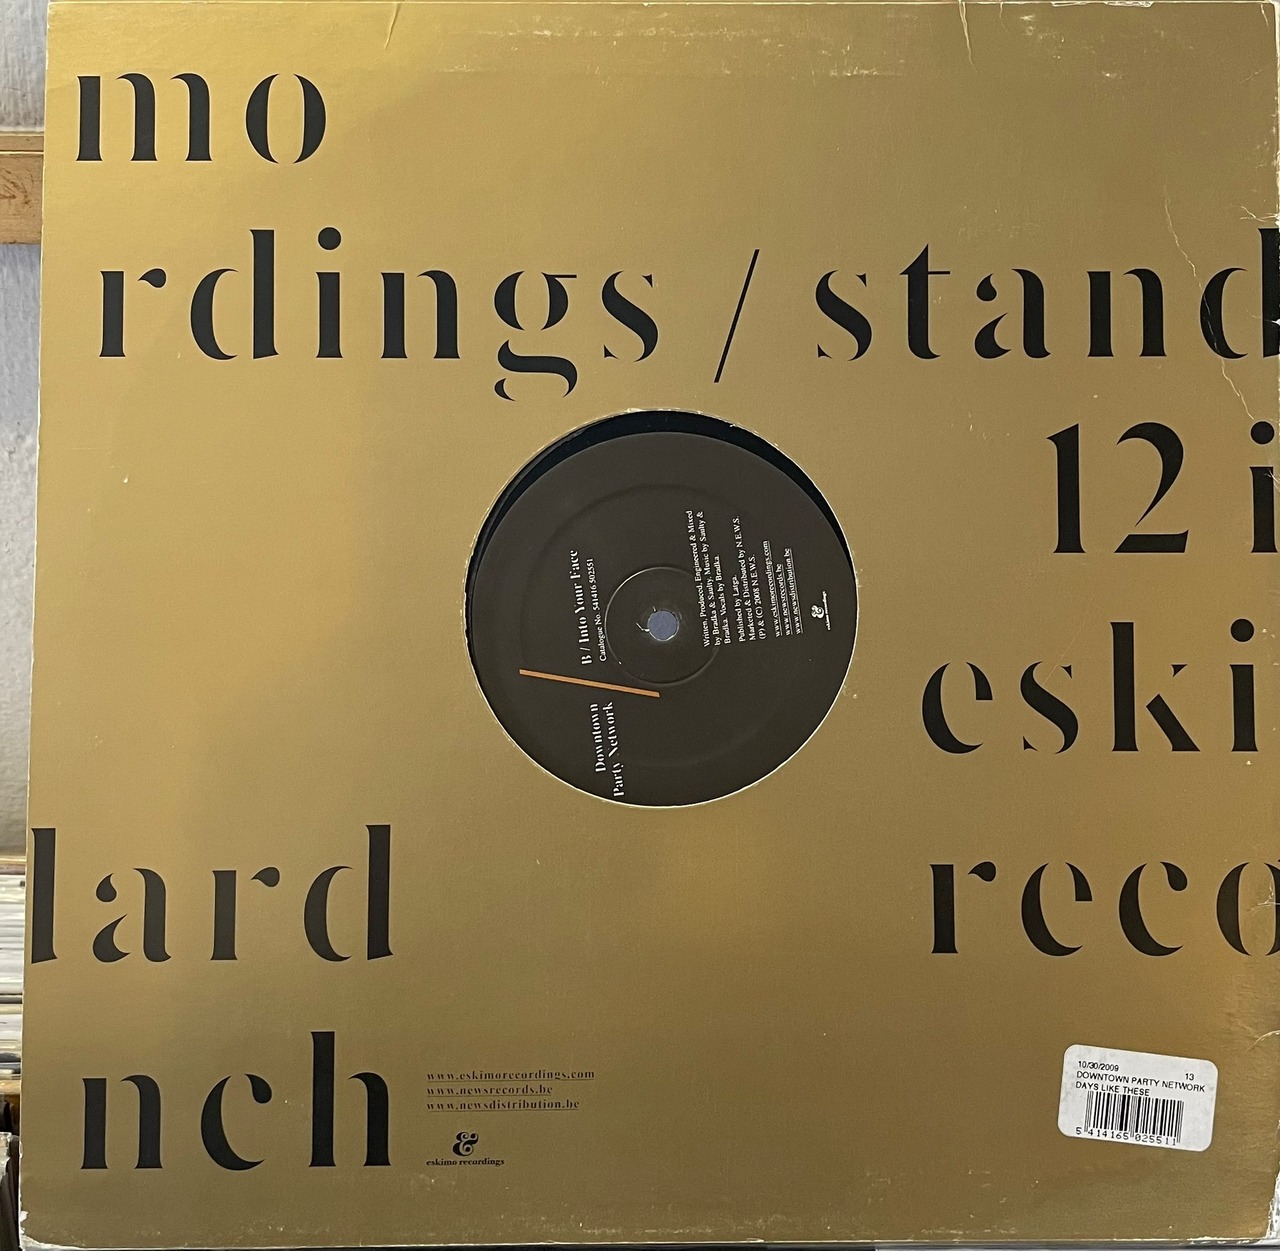 mo
rdings / stand
12 i
eski
lard
reco
nch
Downtown
Party Network
B / Into Your Face
Catalogue No. 541416 502551
Written, Produced, Engineered & Mixed
by Bradka & Saulty. Music by Saulty &
Bradka. Vocals by Bradka
Published by Latga.
Marketed & Distributed by N.E.W.S.
(P) & (C) 2008 N.E.W.S.
www.eskimorecordings.com
www.newsrecords.be
www.newsdistribution.be
&
eskimo recordings
www.eskimorecordings.com
www.newsrecords.be
www.newsdistribution.be
&
eskimo recordings
10/30/2009 13
DOWNTOWN PARTY NETWORK
DAYS LIKE THESE
5 414165 025511